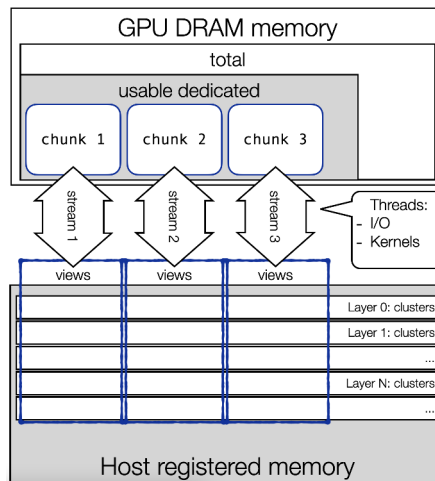 GPU DRAM memory
total
usable dedicated
chunk 1
chunk 2
chunk 3
stream 1
stream 2
stream 3
Threads:
- I/O
- Kernels
views
views
views
Layer 0: clusters
Layer 1: clusters
...
Layer N: clusters
...
Host registered memory